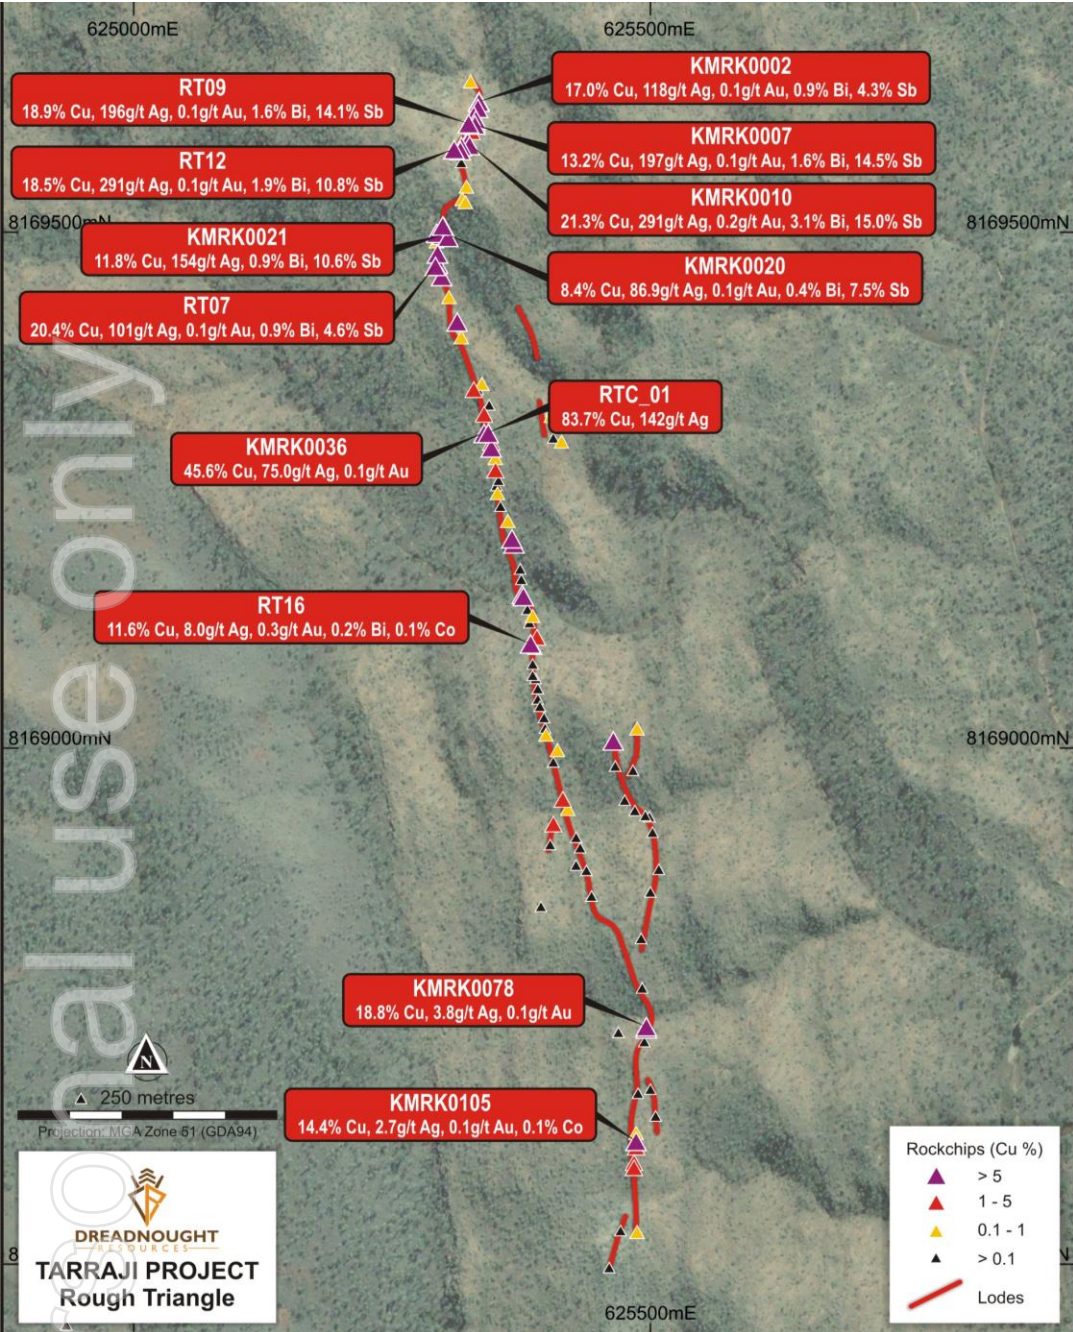 625000mE
625500mE
RT09
18.9% Cu, 196g/t Ag, 0.1g/t Au, 1.6% Bi, 14.1% Sb
KMRK0002
17.0% Cu, 118g/t Ag, 0.1g/t Au, 0.9% Bi, 4.3% Sb
RT12
18.5% Cu, 291g/t Ag, 0.1g/t Au, 1.9% Bi, 10.8% Sb
KMRK0007
13.2% Cu, 197g/t Ag, 0.1g/t Au, 1.6% Bi, 14.5% Sb
KMRK0010
21.3% Cu, 291g/t Ag, 0.2g/t Au, 3.1% Bi, 15.0% Sb
8169500mN
8169500mN
KMRK0021
11.8% Cu, 154g/t Ag, 0.9% Bi, 10.6% Sb
KMRK0020
8.4% Cu, 86.9g/t Ag, 0.1g/t Au, 0.4% Bi, 7.5% Sb
RT07
20.4% Cu, 101g/t Ag, 0.1g/t Au, 0.9% Bi, 4.6% Sb
RTC_01
83.7% Cu, 142g/t Ag
KMRK0036
45.6% Cu, 75.0g/t Ag, 0.1g/t Au
RT16
11.6% Cu, 8.0g/t Ag, 0.3g/t Au, 0.2% Bi, 0.1% Co
8169000mN
8169000mN
KMRK0078
18.8% Cu, 3.8g/t Ag, 0.1g/t Au
KMRK0105
14.4% Cu, 2.7g/t Ag, 0.1g/t Au, 0.1% Co
N
250 metres
Projection: MGA Zone 51 (GDA94)
DREADNOUGHT
RESOURCES
TARRAJI PROJECT
Rough Triangle
Rockchips (Cu %)
> 5
1 - 5
0.1 - 1
> 0.1
Lodes
625500mE
rsonal use only